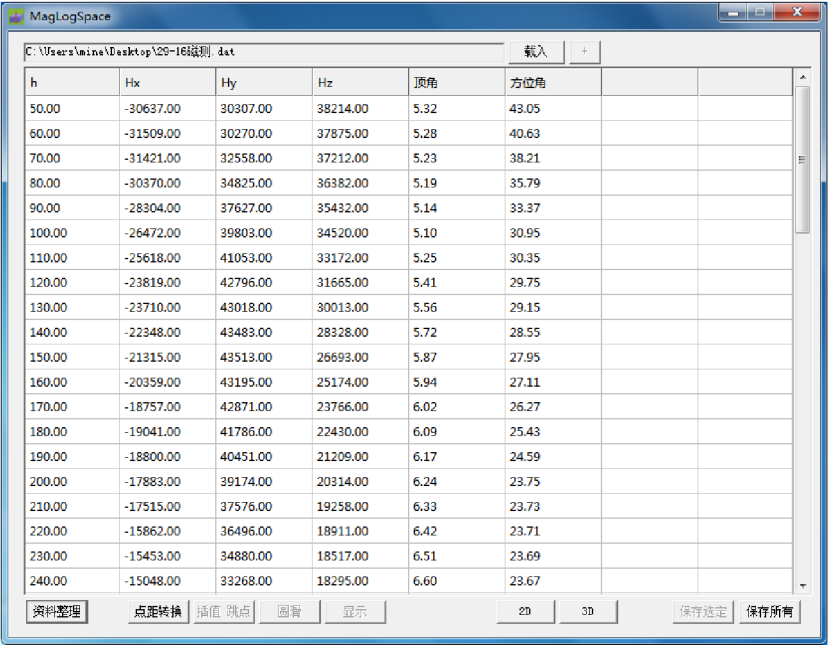 MagLogSpace
C:\Users\mine\Desktop\29-16磁测.dat 载入 +
h Hx Hy Hz 顶角 方位角
50.00 -30637.00 30307.00 38214.00 5.32 43.05
60.00 -31509.00 30270.00 37875.00 5.28 40.63
70.00 -31421.00 32558.00 37212.00 5.23 38.21
80.00 -30370.00 34825.00 36382.00 5.19 35.79
90.00 -28304.00 37627.00 35432.00 5.14 33.37
100.00 -26472.00 39803.00 34520.00 5.10 30.95
110.00 -25618.00 41053.00 33172.00 5.25 30.35
120.00 -23819.00 42796.00 31665.00 5.41 29.75
130.00 -23710.00 43018.00 30013.00 5.56 29.15
140.00 -22348.00 43483.00 28328.00 5.72 28.55
150.00 -21315.00 43513.00 26693.00 5.87 27.95
160.00 -20359.00 43195.00 25174.00 5.94 27.11
170.00 -18757.00 42871.00 23766.00 6.02 26.27
180.00 -19041.00 41786.00 22430.00 6.09 25.43
190.00 -18800.00 40451.00 21209.00 6.17 24.59
200.00 -17883.00 39174.00 20314.00 6.24 23.75
210.00 -17515.00 37576.00 19258.00 6.33 23.73
220.00 -15862.00 36496.00 18911.00 6.42 23.71
230.00 -15453.00 34880.00 18517.00 6.51 23.69
240.00 -15048.00 33268.00 18295.00 6.60 23.67
资料整理 点距转换 插值 跳点 圆滑 显示 2D 3D 保存选定 保存所有